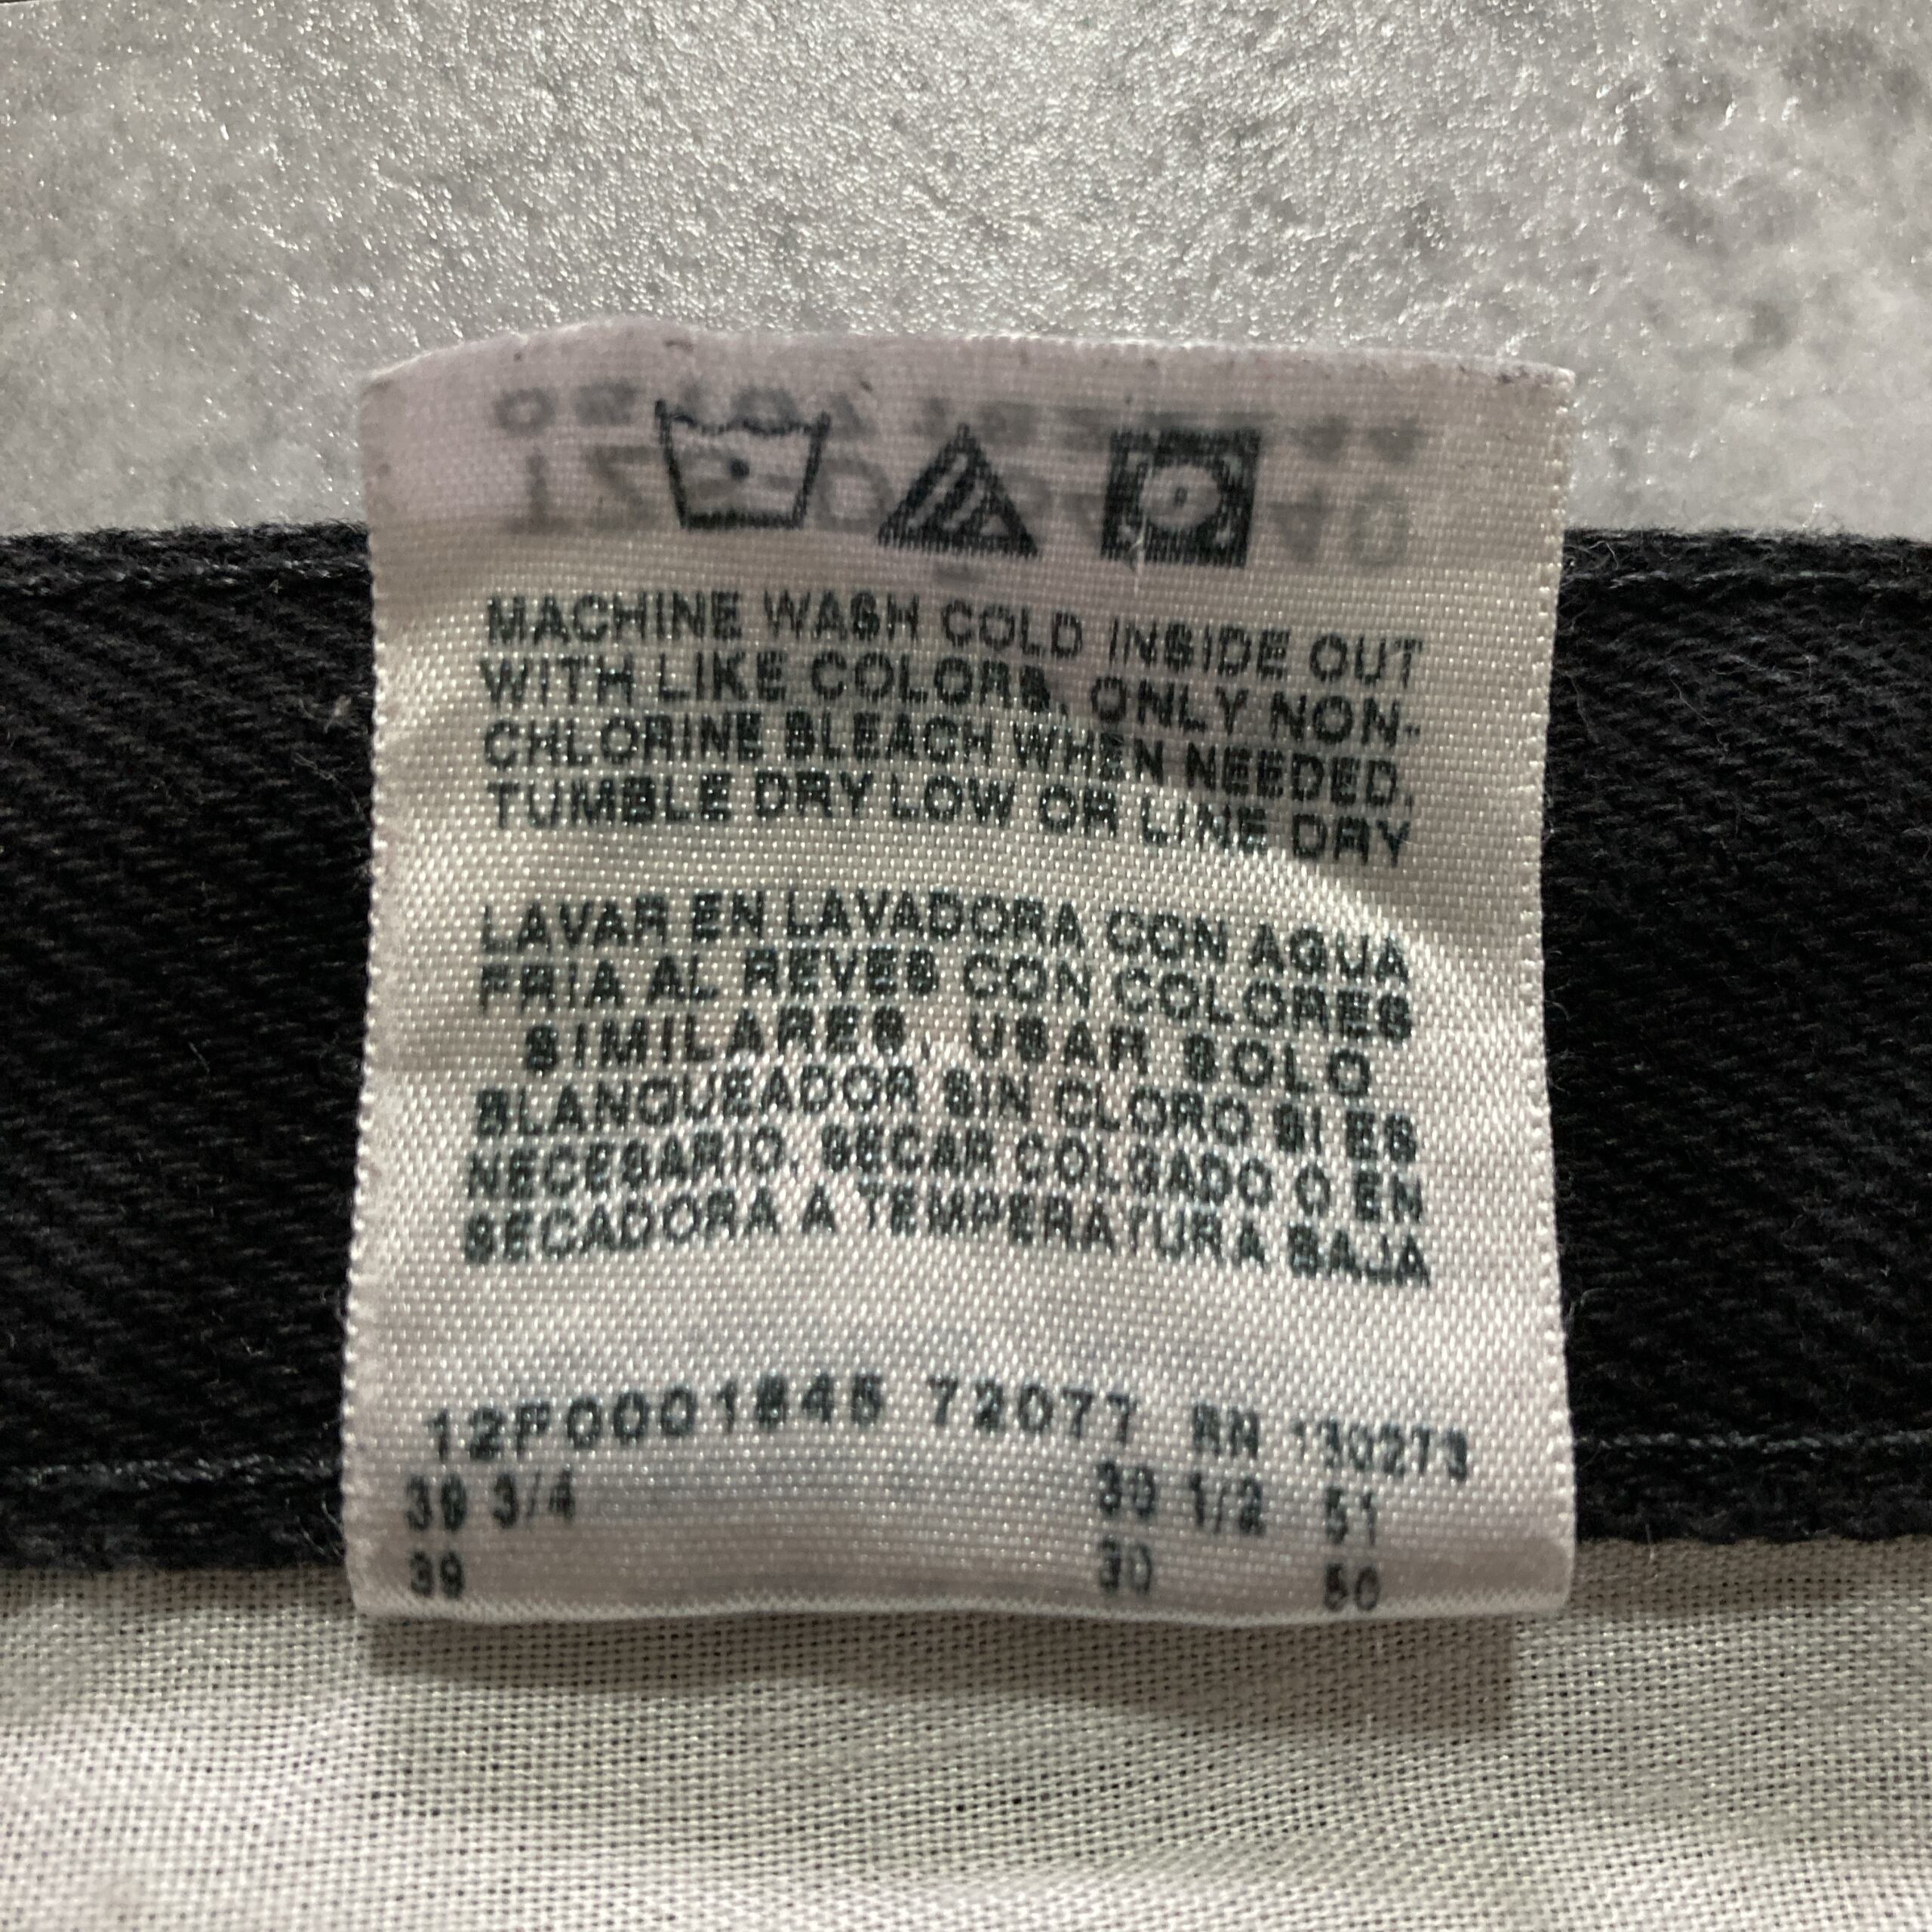 MACHINE WASH COLD INSIDE OUT
WITH LIKE COLORS. ONLY NON-
CHLORINE BLEACH WHEN NEEDED.
TUMBLE DRY LOW OR LINE DRY
LAVAR EN LAVADORA CON AGUA
FRIA AL REVES CON COLORES
SIMILARES. USAR SOLO
BLANQUEADOR SIN CLORO SI ES
NECESARIO. SECAR COLGADO O EN
SECADORA A TEMPERATURA BAJA
12P0001845 72077 RN 130273
39 3/4 30 1/2 51
39 30 50